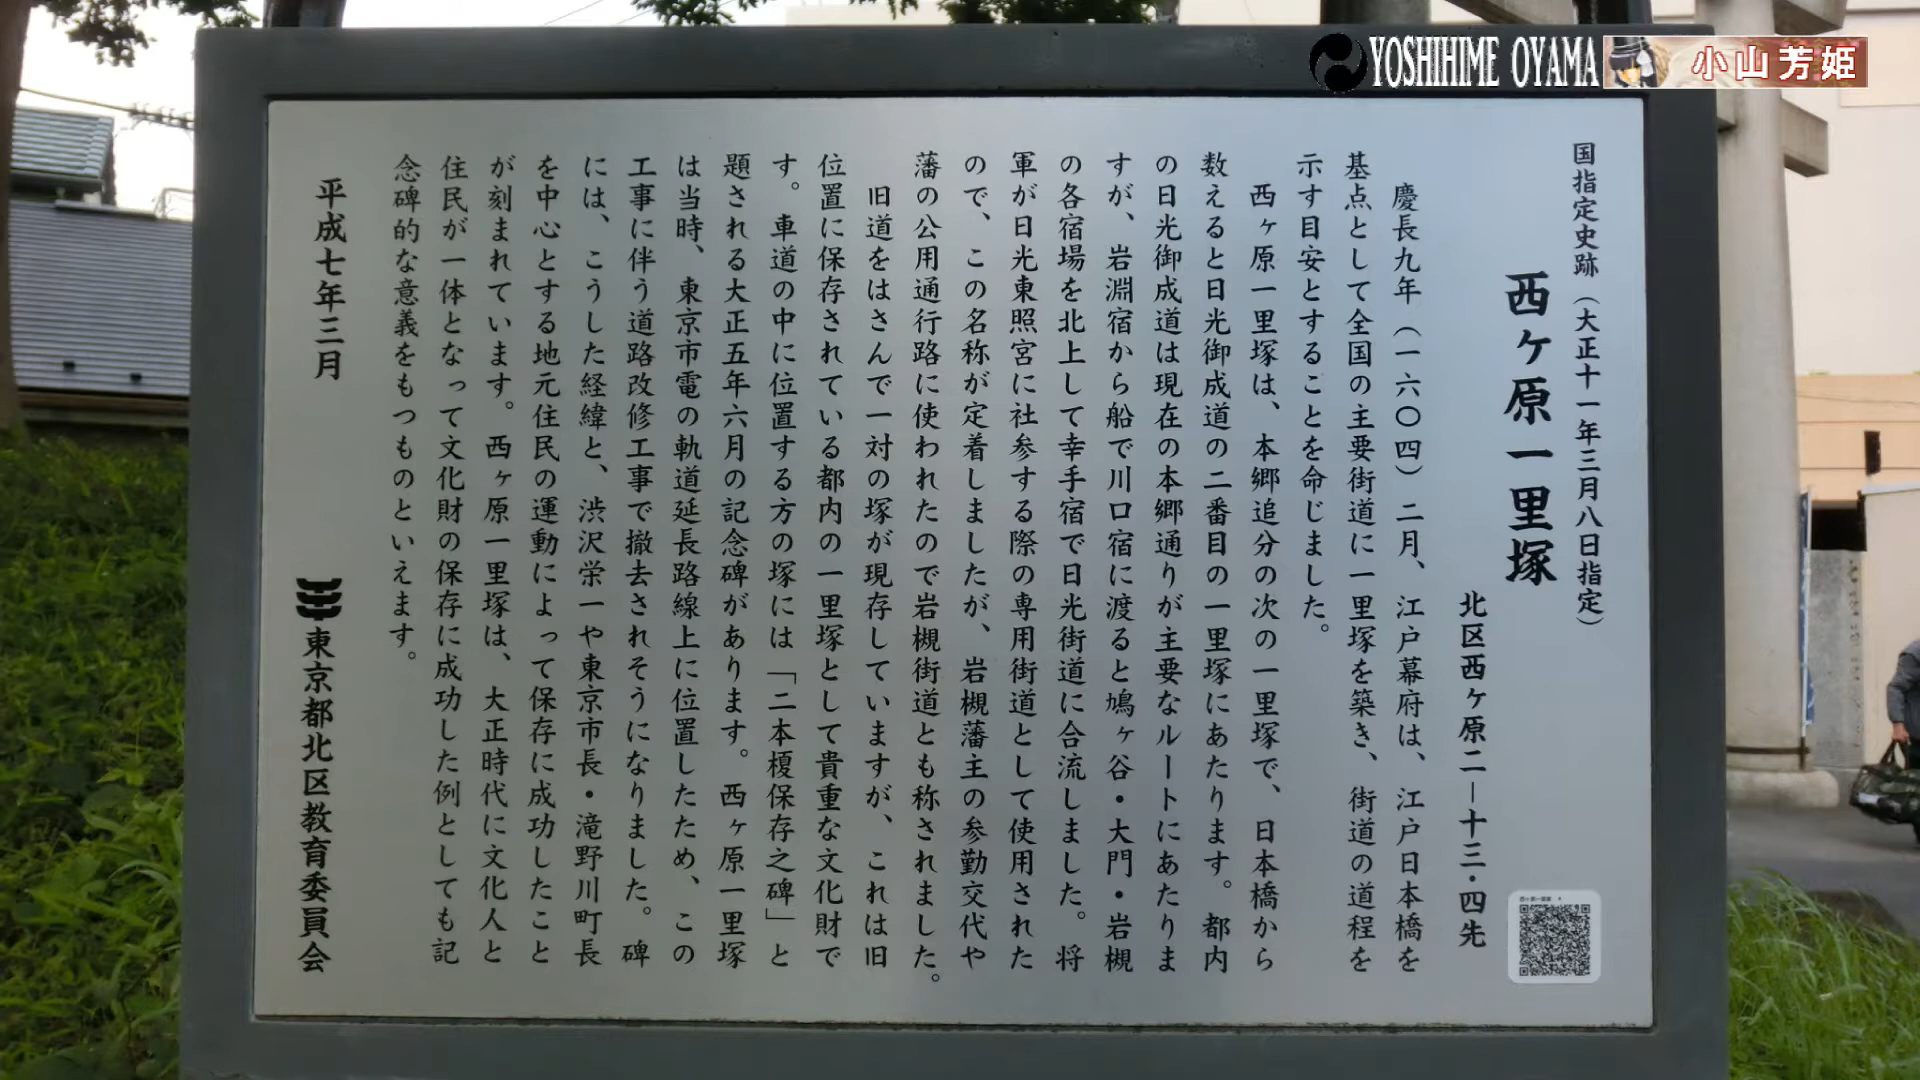 YOSHIHIME OYAMA
小山芳姫
国指定史跡（大正十一年三月八日指定）
西ヶ原一里塚
北区西ヶ原二ー十三・四先
慶長九年（一六〇四）二月、江戸幕府は、江戸日本橋を
基点として全国の主要街道に一里塚を築き、街道の道程を
示す目安とすることを命じました。
西ヶ原一里塚は、本郷追分の次の一里塚で、日本橋から
数えると日光御成道の二番目の一里塚にあたります。都内
の日光御成道は現在の本郷通りが主要なルートにあたりま
すが、岩淵宿から船で川口宿に渡ると鳩ヶ谷・大門・岩槻
の各宿場を北上して幸手宿で日光街道に合流しました。将
軍が日光東照宮に社参する際の専用街道として使用された
ので、この名称が定着しましたが、岩槻藩主の参勤交代や
藩の公用通行路に使われたので岩槻街道とも称されました。
旧道をはさんで一対の塚が現存していますが、これは旧
位置に保存されている都内の一里塚として貴重な文化財で
す。車道の中に位置する方の塚には「二本榎保存之碑」と
題される大正五年六月の記念碑があります。西ヶ原一里塚
は当時、東京市電の軌道延長路線上に位置したため、この
工事に伴う道路改修工事で撤去されそうになりました。碑
には、こうした経緯と、渋沢栄一や東京市長・滝野川町長
を中心とする地元住民の運動によって保存に成功したこと
が刻まれています。西ヶ原一里塚は、大正時代に文化人と
住民が一体となって文化財の保存に成功した例としても記
念碑的な意義をもつものといえます。
平成七年三月
東京都北区教育委員会